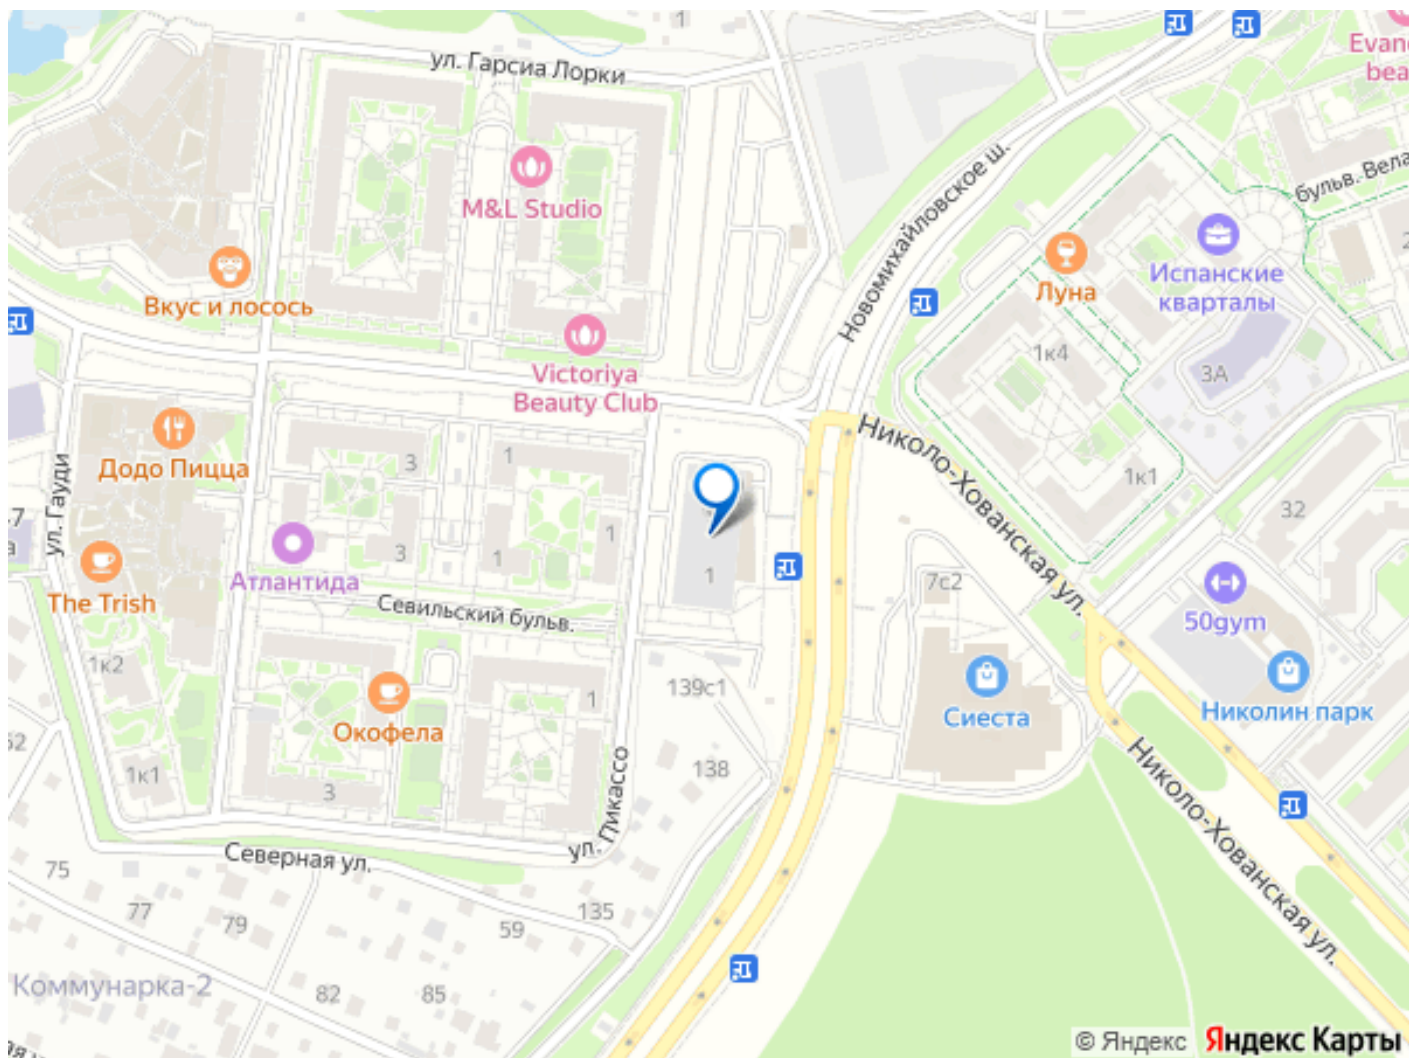 1
Evan
bea
ул. Гарсиа Лорки
M&L Studio
Новомихайловское ш.
бульв. Вела
2
Испанские
кварталы
Луна
Вкус и лосось
1к4
3А
Victoriya
Beauty Club
Николо-Хованская ул.
Додо Пицца
3
1
1к1
ул. Гауди
47
а
32
3
1
Атлантида
1
7с2
The Trish
Севильский бульв.
50gym
1к2
139с1
1
Окофела
Сиеста
Николин парк
52
1к1
3
138
ул. Пикассо
Николо-Хованская ул.
Северная ул.
75
77
79
59
135
Коммунарка-2
82
85
© Яндекс
Яндекс Карты